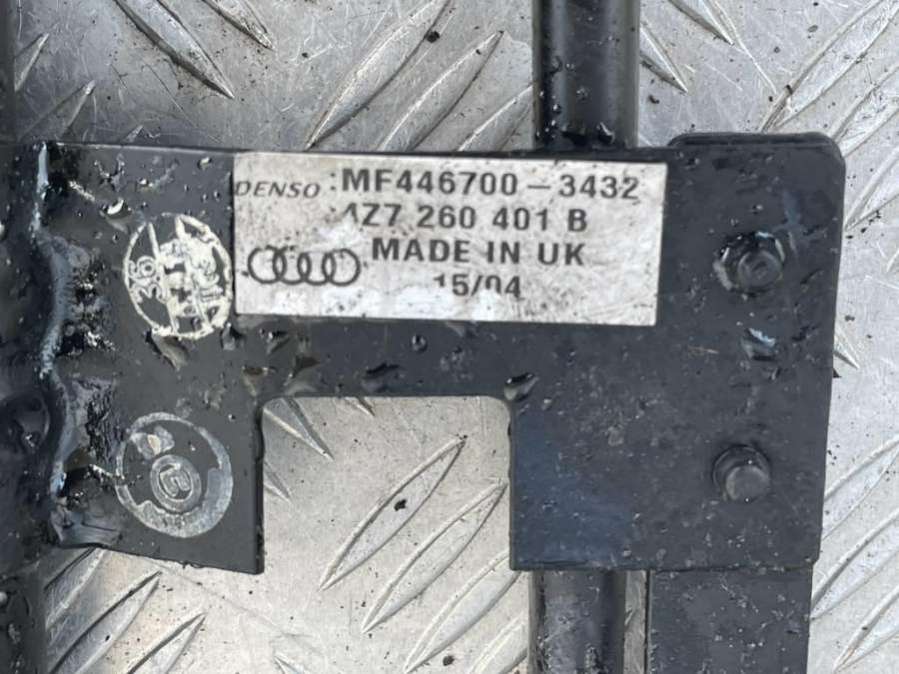 DENSO :MF446700-3432
4Z7 260 401 B
MADE IN UK
15/04